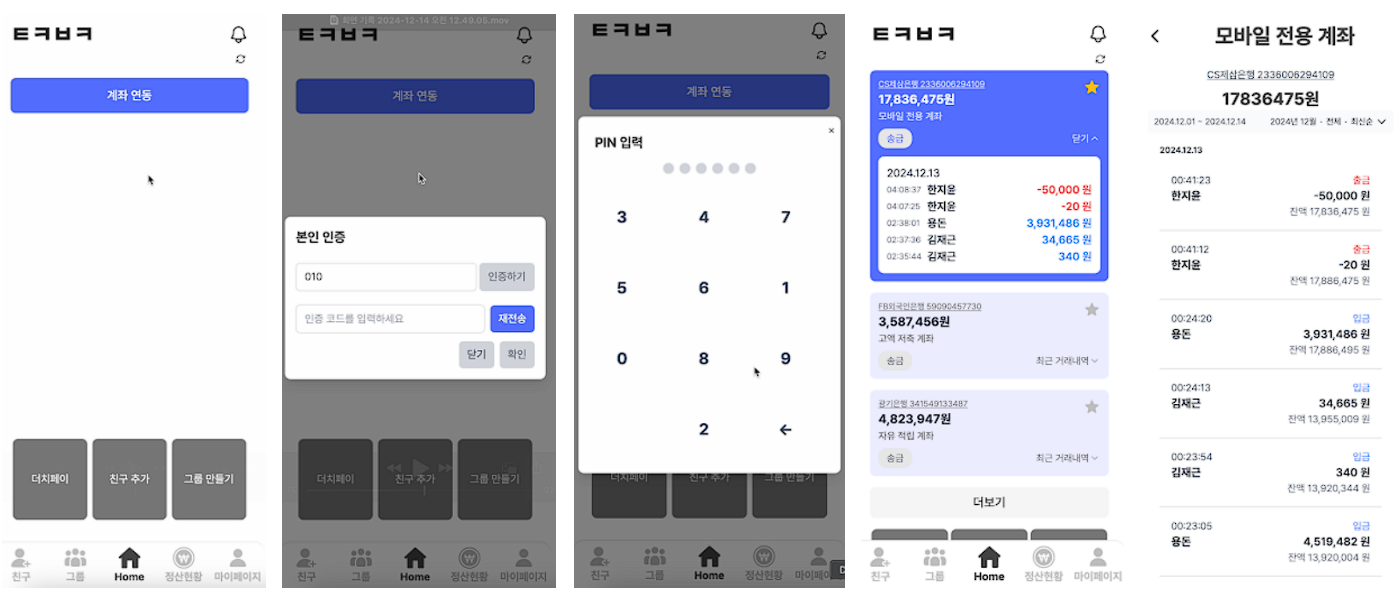 ㅌㅋㅂㄱ
계좌 연동
더치페이
친구 추가
그룹 만들기
친구
그룹
Home
정산현황
마이페이지
화면 기록 2024-12-14 오전 12.49.05.mov
ㅌㅋㅂㄱ
계좌 연동
본인 인증
010
인증하기
인증 코드를 입력하세요
재전송
닫기
확인
더치페이
친구 추가
그룹 만들기
친구
그룹
Home
정산현황
마이페이지
ㅌㅋㅂㄱ
계좌 연동
×
PIN 입력
3 4 7
5 6 1
0 8 9
2 ←
더치페이
친구 추가
그룹 만들기
친구
그룹
Home
정산현황
마이페이
ㅌㅋㅂㄱ
CS제삼은행 2336006294109
17,836,475원
모바일 전용 계좌
송금
닫기
2024.12.13
04:08:37 한지윤 -50,000 원
04:07:25 한지윤 -20 원
02:38:01 용돈 3,931,486 원
02:37:36 김재근 34,665 원
02:35:44 김재근 340 원
FB외국인은행 59090457730
3,587,456원
고액 저축 계좌
송금
최근 거래내역
광기은행 341549133487
4,823,947원
자유 적립 계좌
송금
최근 거래내역
더보기
친구
그룹
Home
정산현황
마이페이지
모바일 전용 계좌
CS제삼은행 2336006294109
17836475원
2024.12.01 ~ 2024.12.14
2024년 12월 · 전체 · 최신순
2024.12.13
00:41:23 출금
한지윤 -50,000 원
잔액 17,836,475 원
00:41:12 출금
한지윤 -20 원
잔액 17,886,475 원
00:24:20 입금
용돈 3,931,486 원
잔액 17,886,495 원
00:24:13 입금
김재근 34,665 원
잔액 13,955,009 원
00:23:54 입금
김재근 340 원
잔액 13,920,344 원
00:23:05 입금
용돈 4,519,482 원
잔액 13,920,004 원